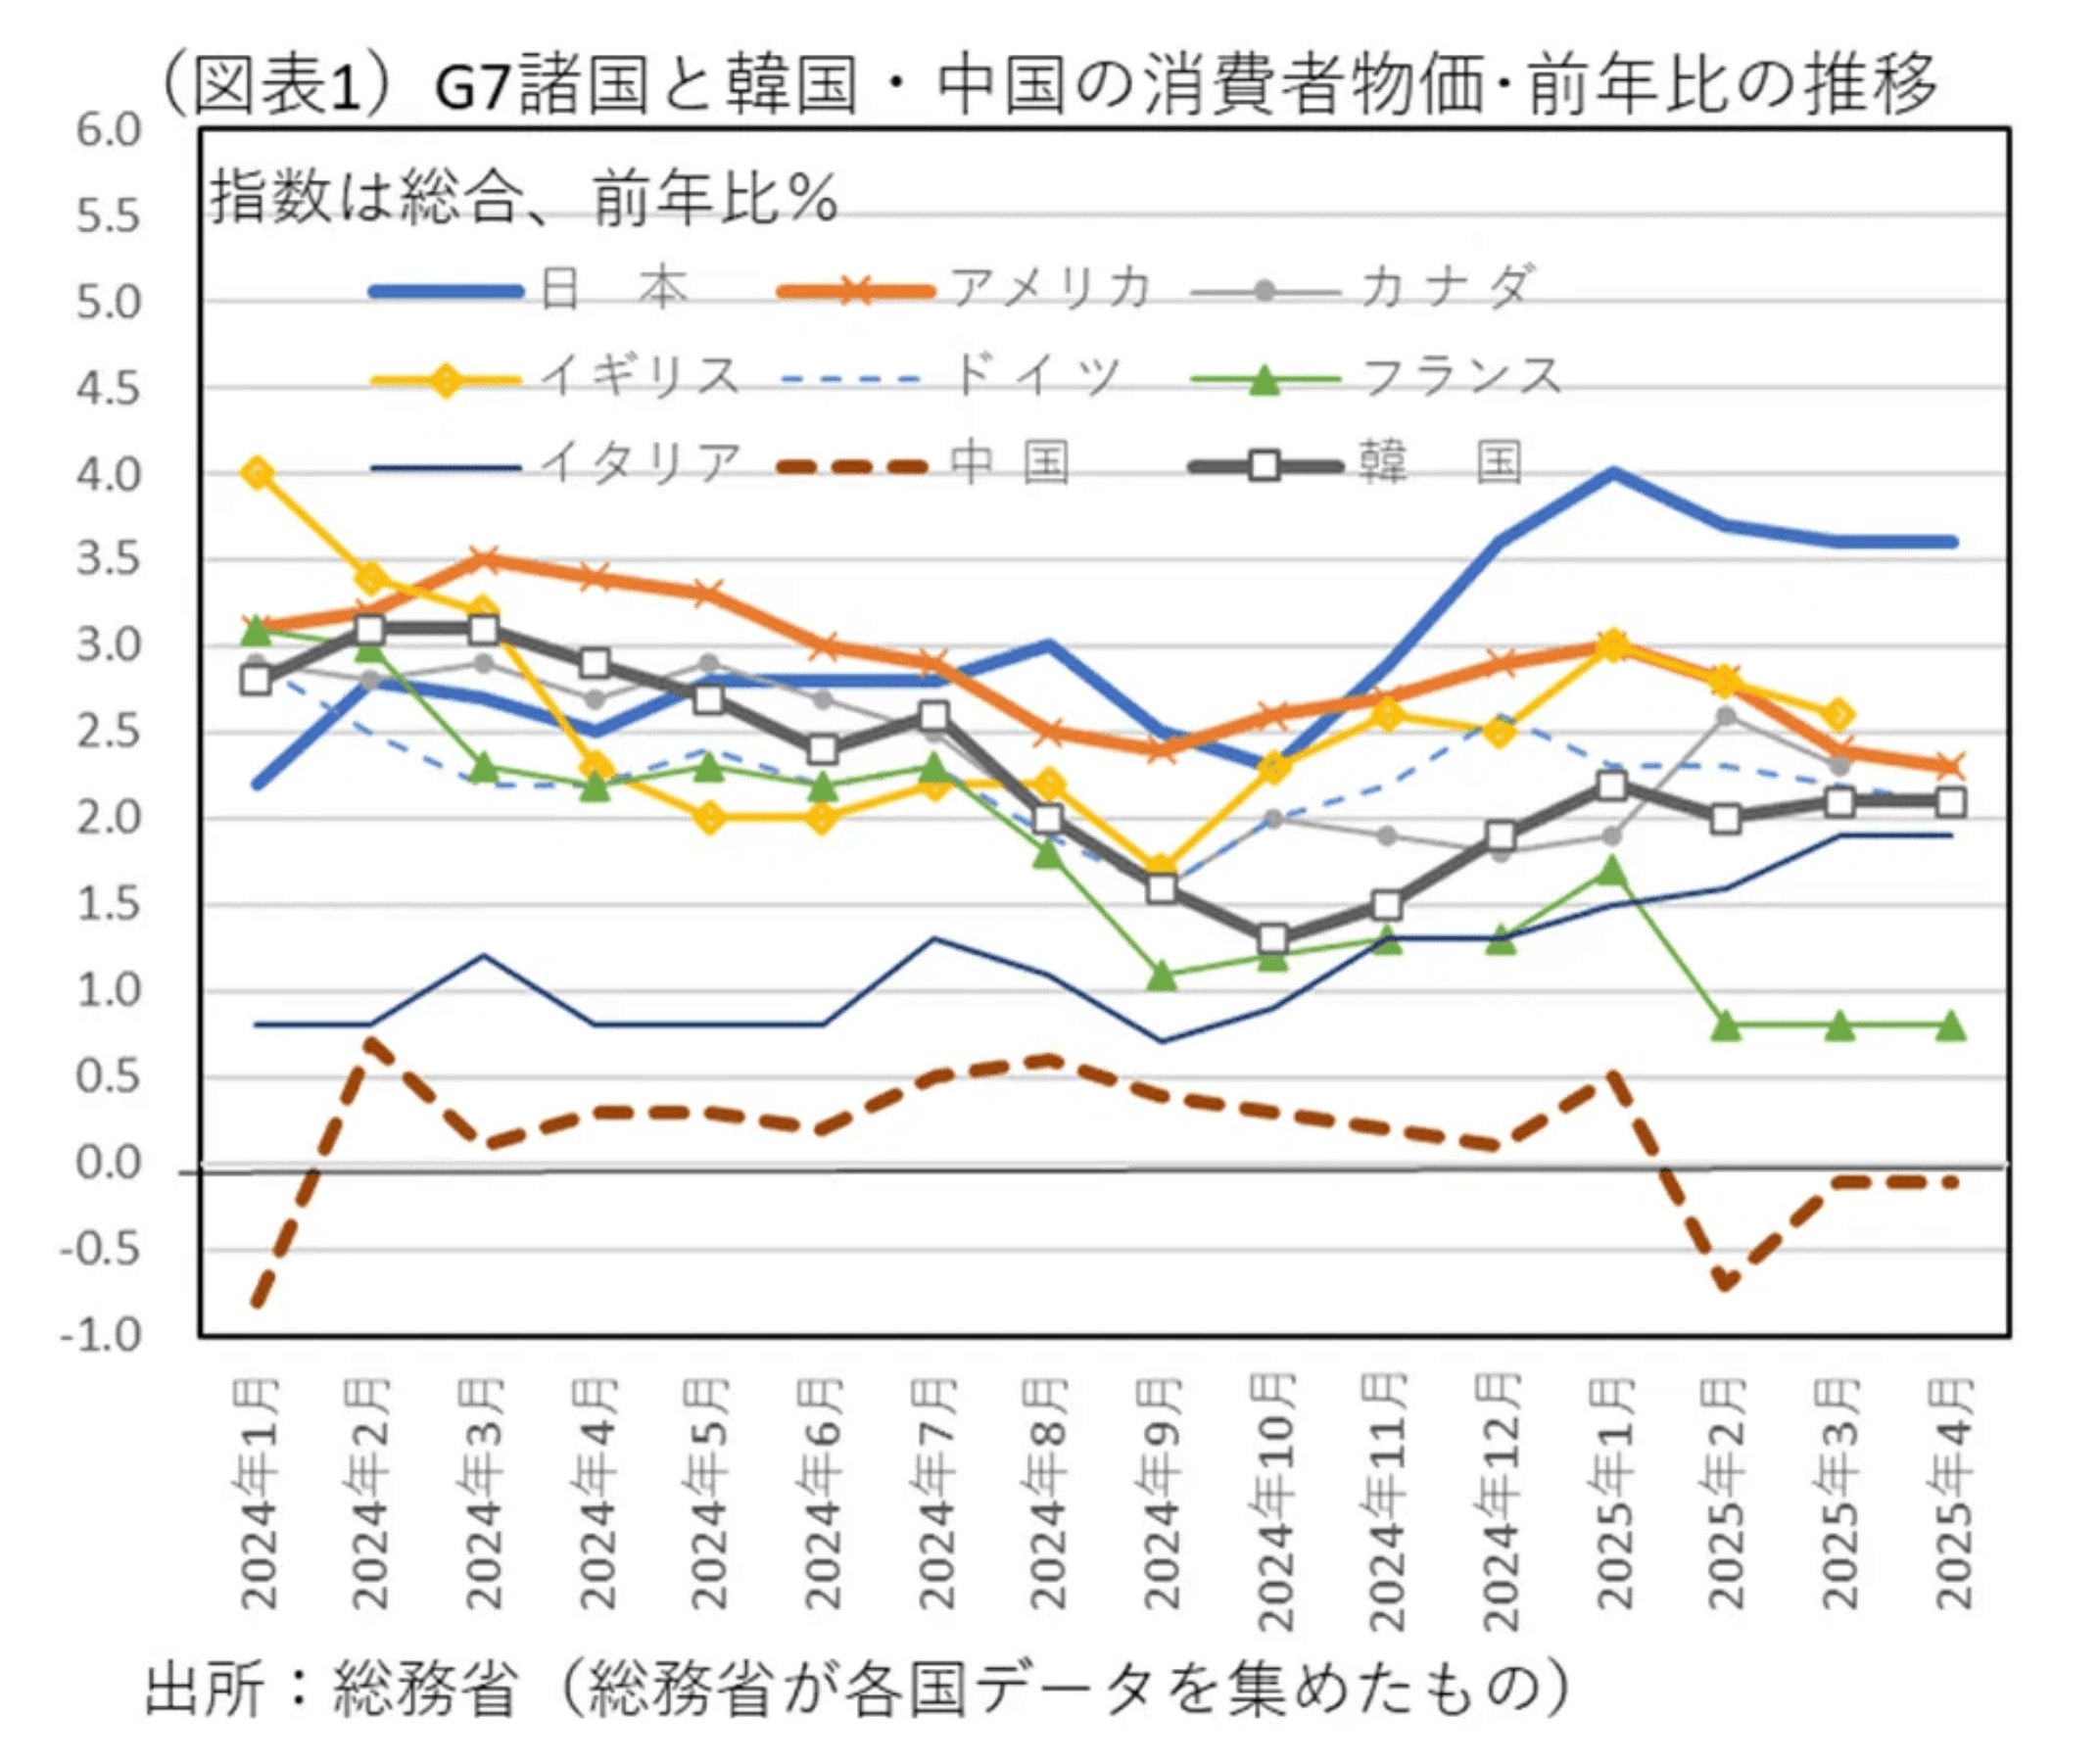 （図表1）G7諸国と韓国・中国の消費者物価･前年比の推移
6.0
指数は総合、前年比％
5.5
日　本　アメリカ　カナダ
5.0
イギリス　ドイツ　フランス
4.5
イタリア　中国　韓　国
4.0
3.5
3.0
2.5
2.0
1.5
1.0
0.5
0.0
-0.5
-1.0
2024年1月
2024年2月
2024年3月
2024年4月
2024年5月
2024年6月
2024年7月
2024年8月
2024年9月
2024年10月
2024年11月
2024年12月
2025年1月
2025年2月
2025年3月
2025年4月
出所：総務省（総務省が各国データを集めたもの）